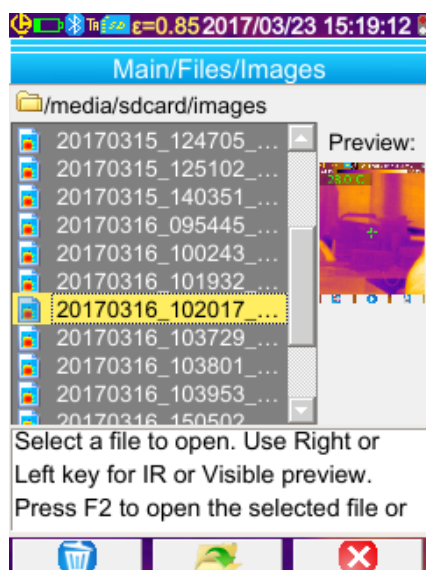 ε=0.85 2017/03/23 15:19:12
Main/Files/Images
/media/sdcard/images
20170315_124705_...
Preview:
20170315_125102_...
20170315_140351_...
20170316_095445_...
20170316_100243_...
20170316_101932_...
20170316_102017_...
20170316_103729_...
20170316_103801_...
20170316_103953_...
20170316_150502_...
Select a file to open. Use Right or
Left key for IR or Visible preview.
Press F2 to open the selected file or